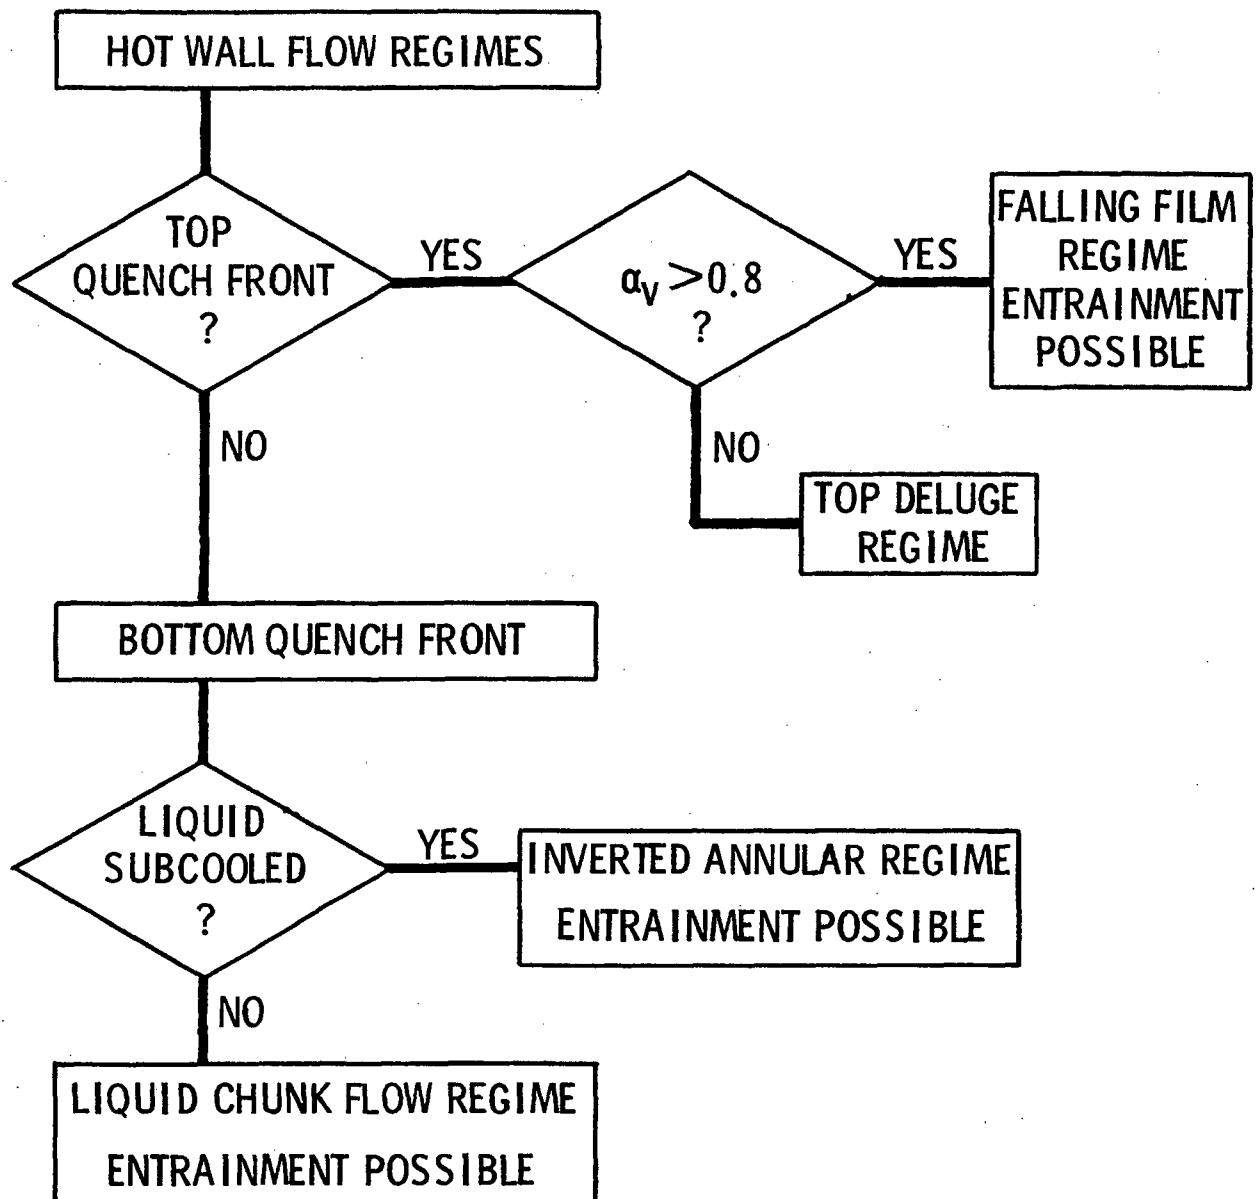 HOT WALL FLOW REGIMES
TOP
QUENCH FRONT
?
YES
αV >0.8
?
YES
FALLING FILM
REGIME
ENTRAINMENT
POSSIBLE
NO
NO
TOP DELUGE
REGIME
BOTTOM QUENCH FRONT
LIQUID
SUBCOOLED
?
YES
INVERTED ANNULAR REGIME
ENTRAINMENT POSSIBLE
NO
LIQUID CHUNK FLOW REGIME
ENTRAINMENT POSSIBLE